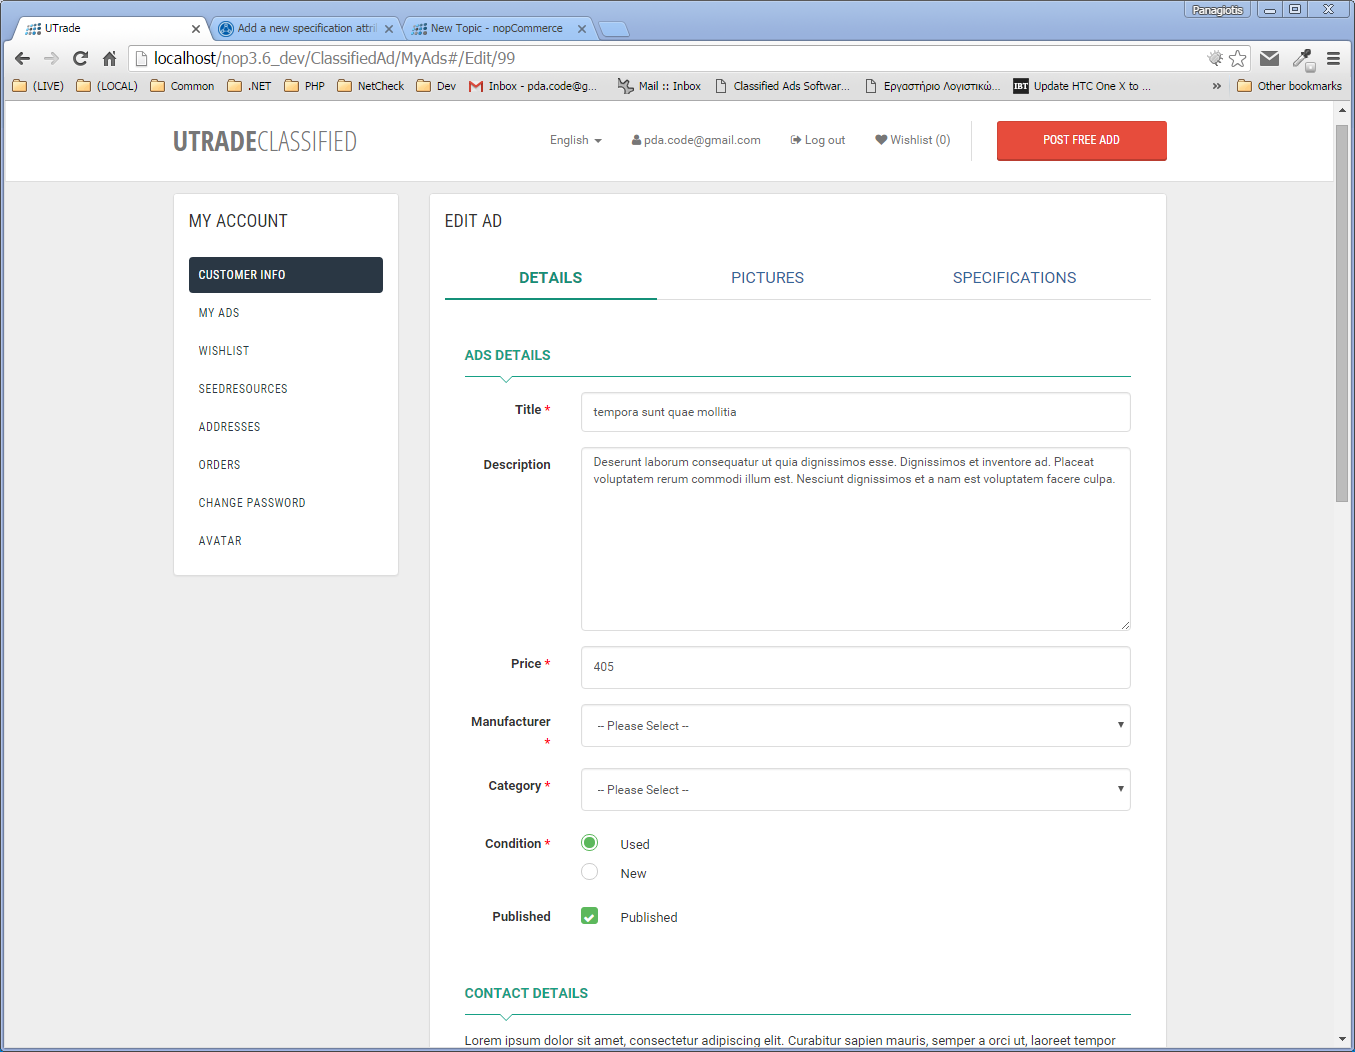 Panagiotis
UTrade
Add a new specification attri
New Topic - nopCommerce
localhost/nop3.6_dev/ClassifiedAd/MyAds#/Edit/99
(LIVE)
(LOCAL)
Common
.NET
PHP
NetCheck
Dev
Inbox - pda.code@g...
Mail :: Inbox
Classified Ads Softwar...
Εργαστήριο Λογιστικώ...
IBT
Update HTC One X to ...
»
Other bookmarks
UTRADECLASSIFIED
English
pda.code@gmail.com
Log out
Wishlist (0)
POST FREE ADD
MY ACCOUNT
CUSTOMER INFO
MY ADS
WISHLIST
SEEDRESOURCES
ADDRESSES
ORDERS
CHANGE PASSWORD
AVATAR
EDIT AD
DETAILS
PICTURES
SPECIFICATIONS
ADS DETAILS
Title *
tempora sunt quae mollitia
Description
Deserunt laborum consequatur ut quia dignissimos esse. Dignissimos et inventore ad. Placeat
voluptatem rerum commodi illum est. Nesciunt dignissimos et a nam est voluptatem facere culpa.
Price *
405
Manufacturer
*
-- Please Select --
Category *
-- Please Select --
Condition *
Used
New
Published
Published
CONTACT DETAILS
Lorem ipsum dolor sit amet, consectetur adipiscing elit. Curabitur sapien mauris, semper a orci ut, laoreet tempor